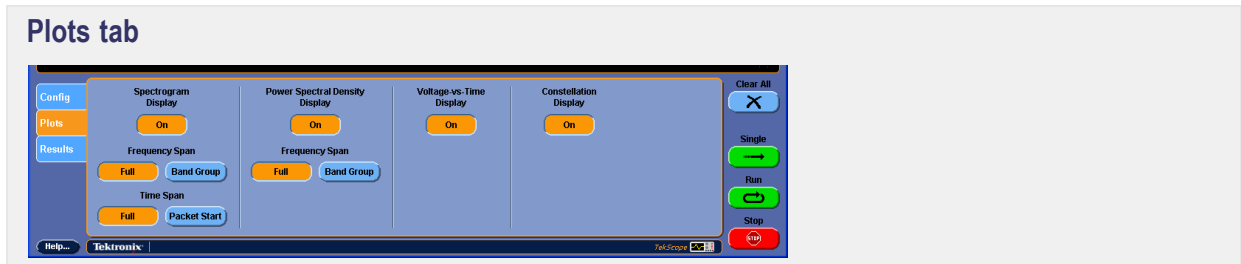 Plots tab
Config
Plots
Results
Spectrogram
Display
On
Frequency Span
Full Band Group
Time Span
Full Packet Start
Power Spectral Density
Display
On
Frequency Span
Full Band Group
Voltage-vs-Time
Display
On
Constellation
Display
On
Clear All
Single
Run
Stop
STOP
Help...
Tektronix
TekScope